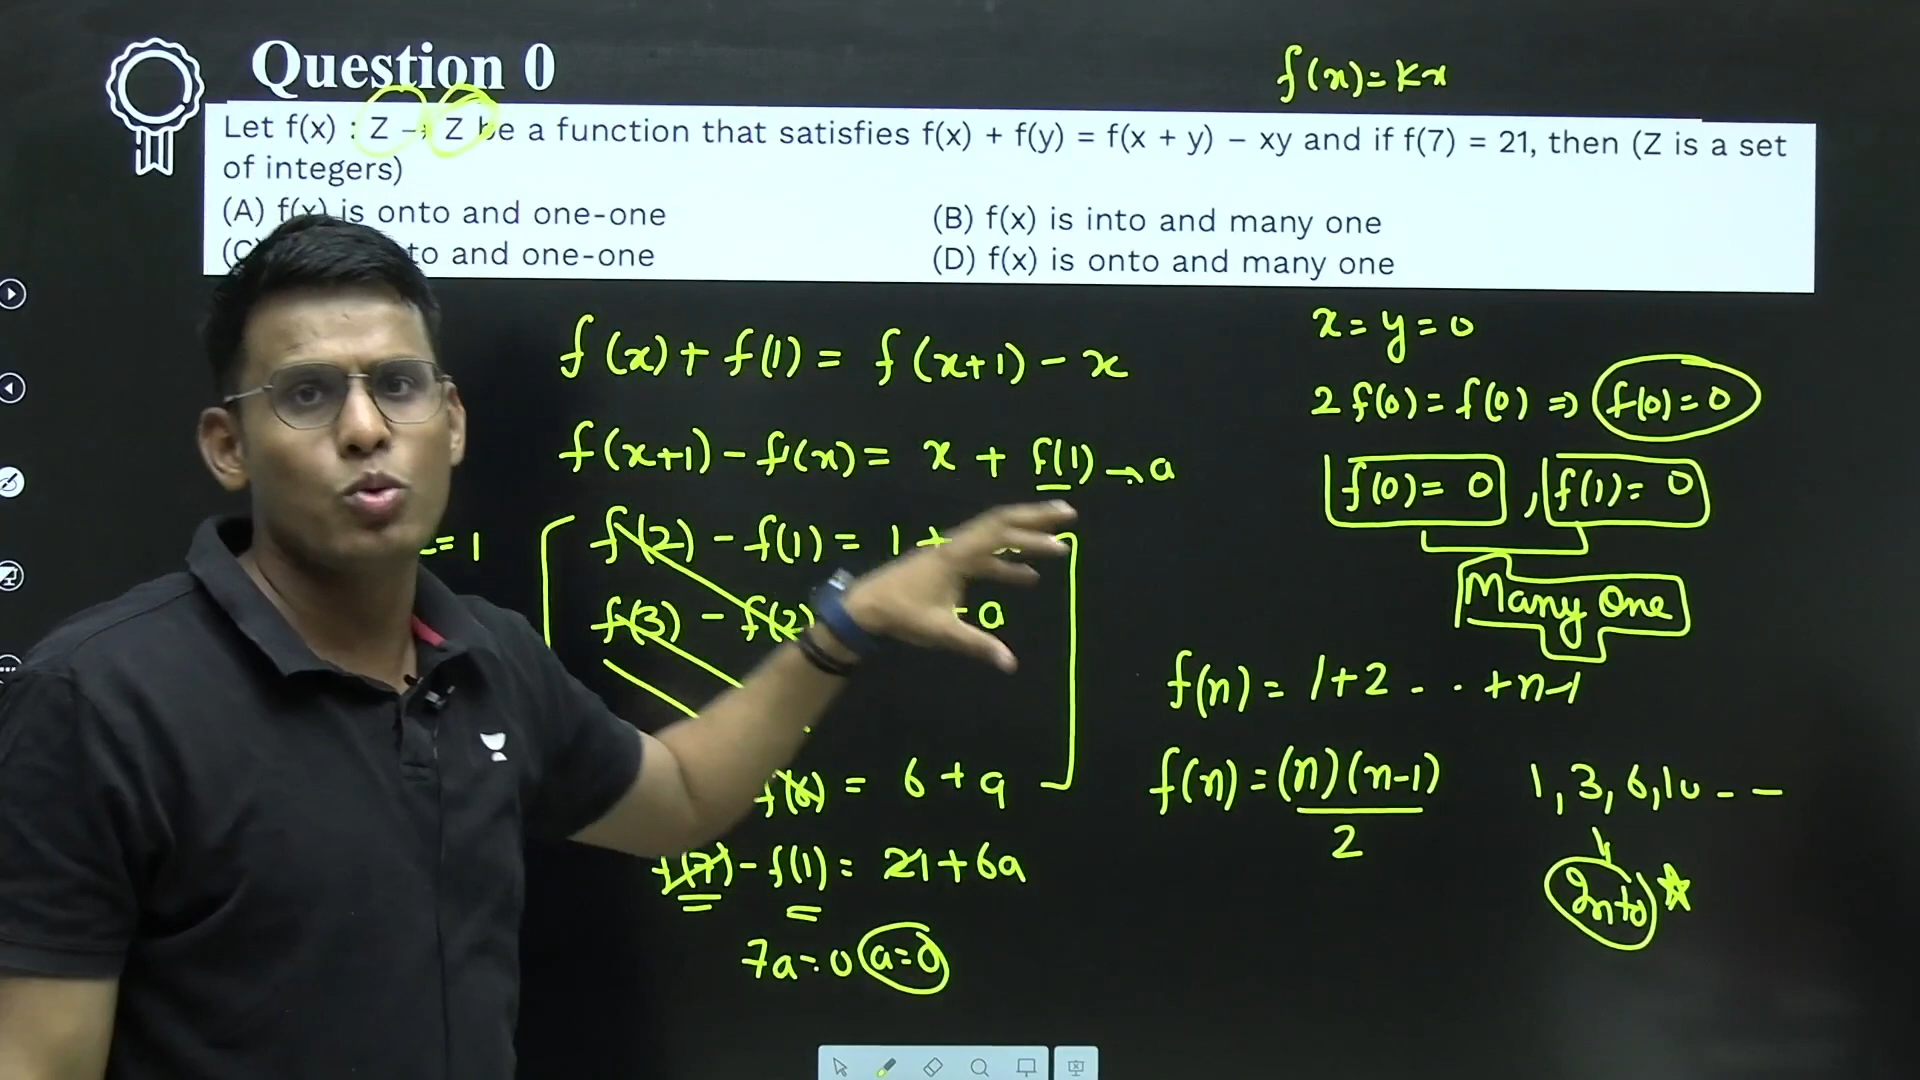 Question 0
f(x)=kx
Let f(x) : Z → Z be a function that satisfies f(x) + f(y) = f(x + y) – xy and if f(7) = 21, then (Z is a set
of integers)
(A) f(x) is onto and one-one
(B) f(x) is into and many one
(C) to and one-one
(D) f(x) is onto and many one
f(x)+f(1)= f(x+1)-x
f(x+1)-f(x)= x + f(1) → a
=1
f(2)-f(1)= 1+
f(3)-f(2) a
f(6) = 6+a
f(7)-f(1)= 21+6a
7a=0 a=0
x=y=0
2f(0)=f(0) ⇒ f(0)=0
f(0)=0 , f(1)=0
Many One
f(n)= 1+2 - - +n-1
f(n)= (n)(n-1)
2
1,3,6,10 - -
Into